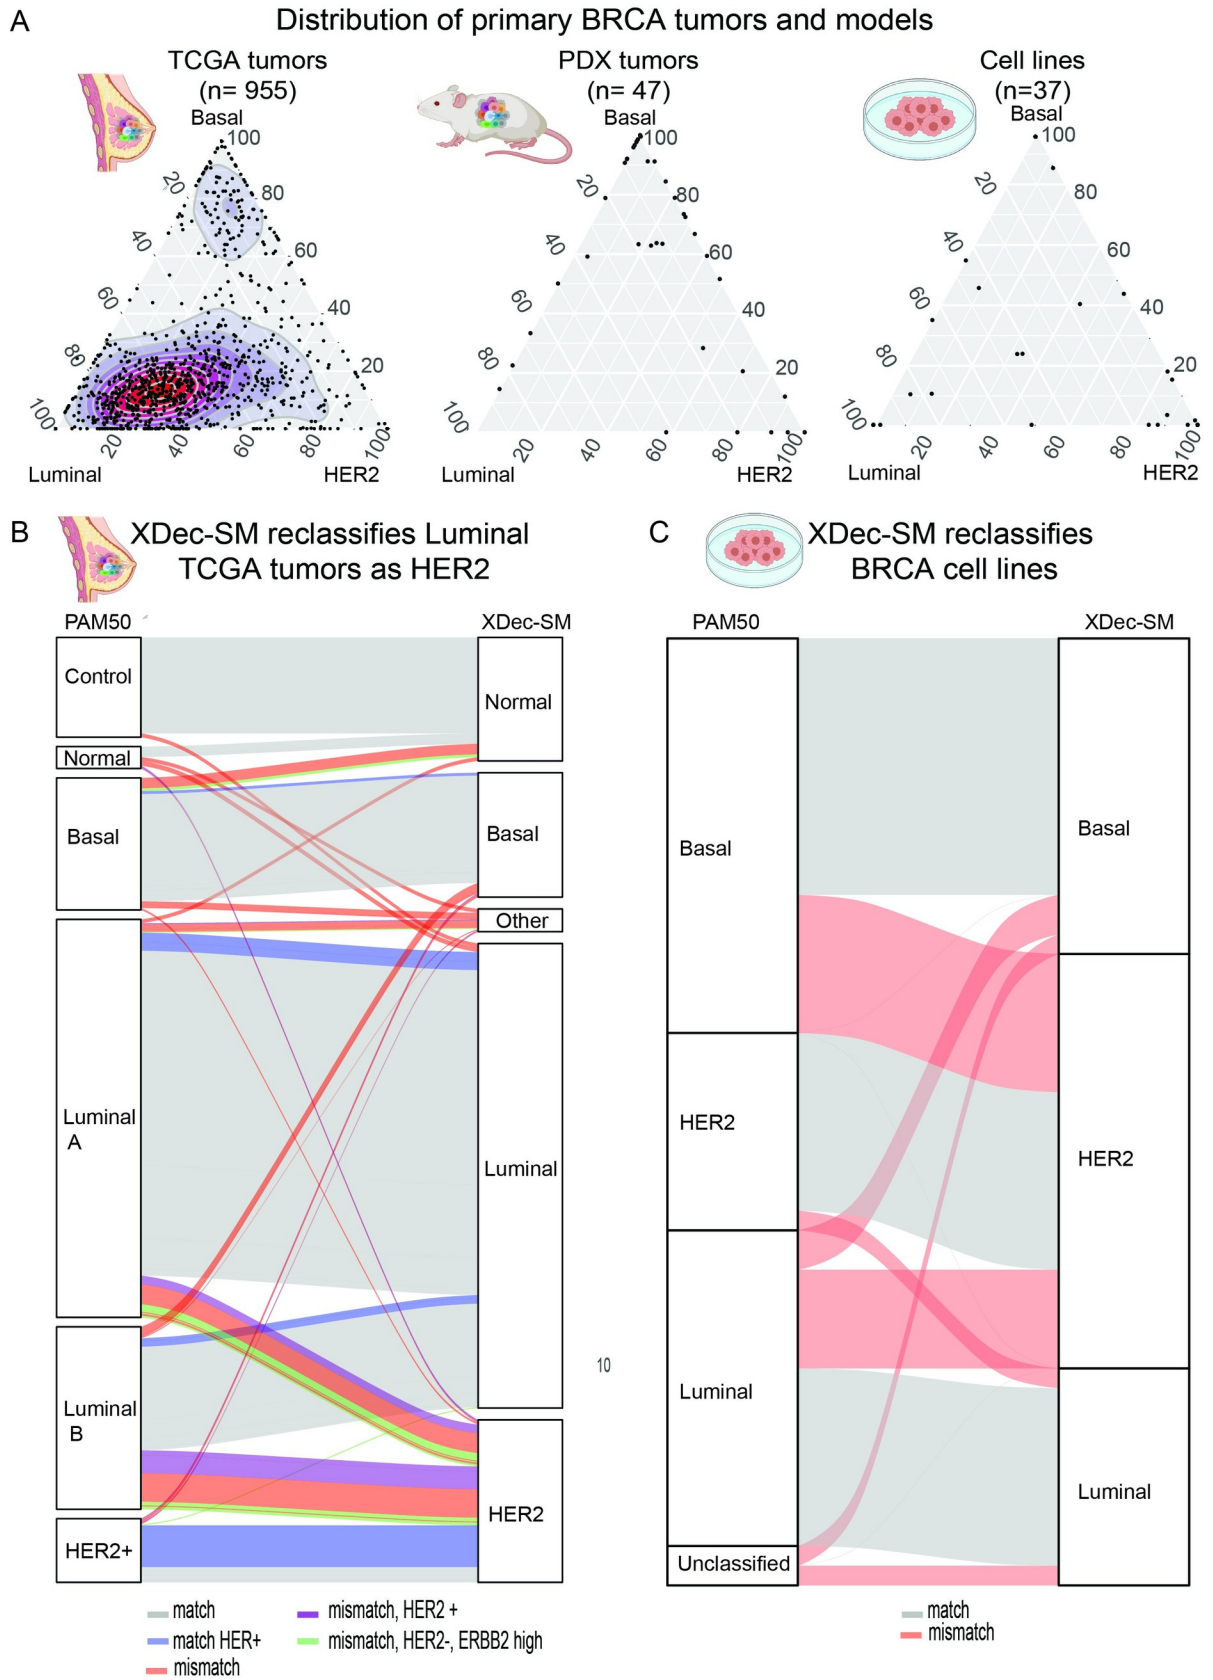 A
Distribution of primary BRCA tumors and models
TCGA tumors
(n= 955)
Basal
100
20
80
40
60
60
40
80
20
100
20
40
60
80
100
Luminal
HER2
PDX tumors
(n= 47)
Basal
100
20
80
40
60
60
40
80
20
100
20
40
60
80
100
Luminal
HER2
Cell lines
(n=37)
Basal
100
20
80
40
60
60
40
80
20
100
20
40
60
80
100
Luminal
HER2
B
XDec-SM reclassifies Luminal
TCGA tumors as HER2
PAM50
XDec-SM
Control
Normal
Basal
Luminal
A
Luminal
B
HER2+
Normal
Basal
Other
Luminal
HER2
10
match
match HER+
mismatch
mismatch, HER2 +
mismatch, HER2-, ERBB2 high
C
XDec-SM reclassifies
BRCA cell lines
PAM50
XDec-SM
Basal
HER2
Luminal
Unclassified
Basal
HER2
Luminal
match
mismatch